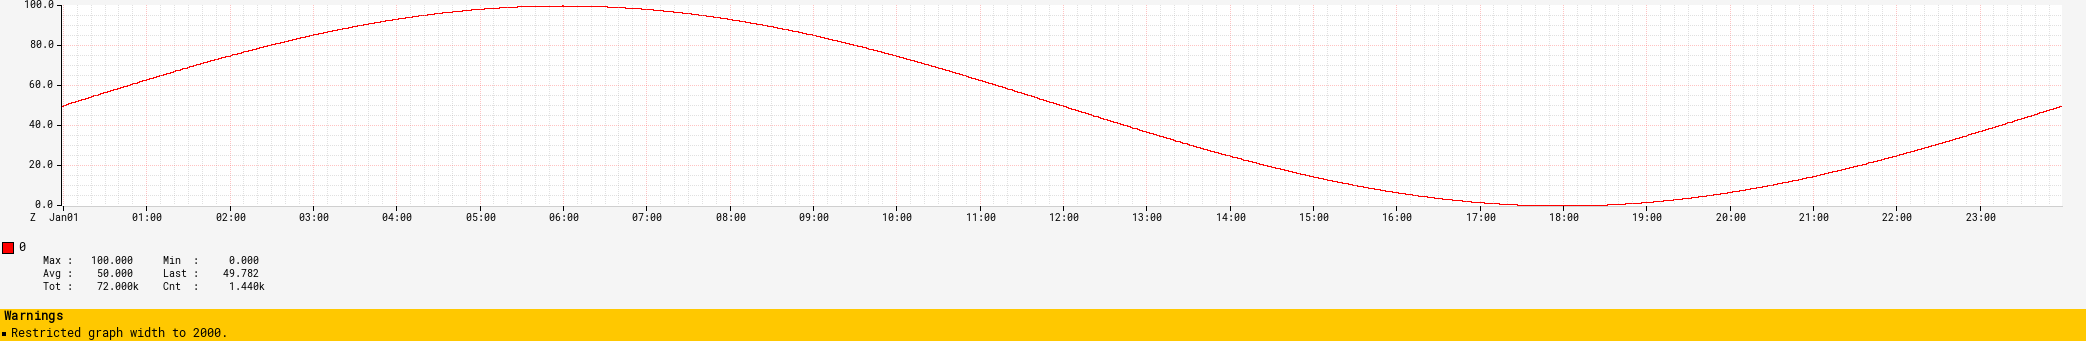 100.0
80.0
60.0
40.0
20.0
0.0
Z Jan01 01:00 02:00 03:00 04:00 05:00 06:00 07:00 08:00 09:00 10:00 11:00 12:00 13:00 14:00 15:00 16:00 17:00 18:00 19:00 20:00 21:00 22:00 23:00
0
Max : 100.000 Min : 0.000
Avg : 50.000 Last : 49.782
Tot : 72.000k Cnt : 1.440k
Warnings
Restricted graph width to 2000.